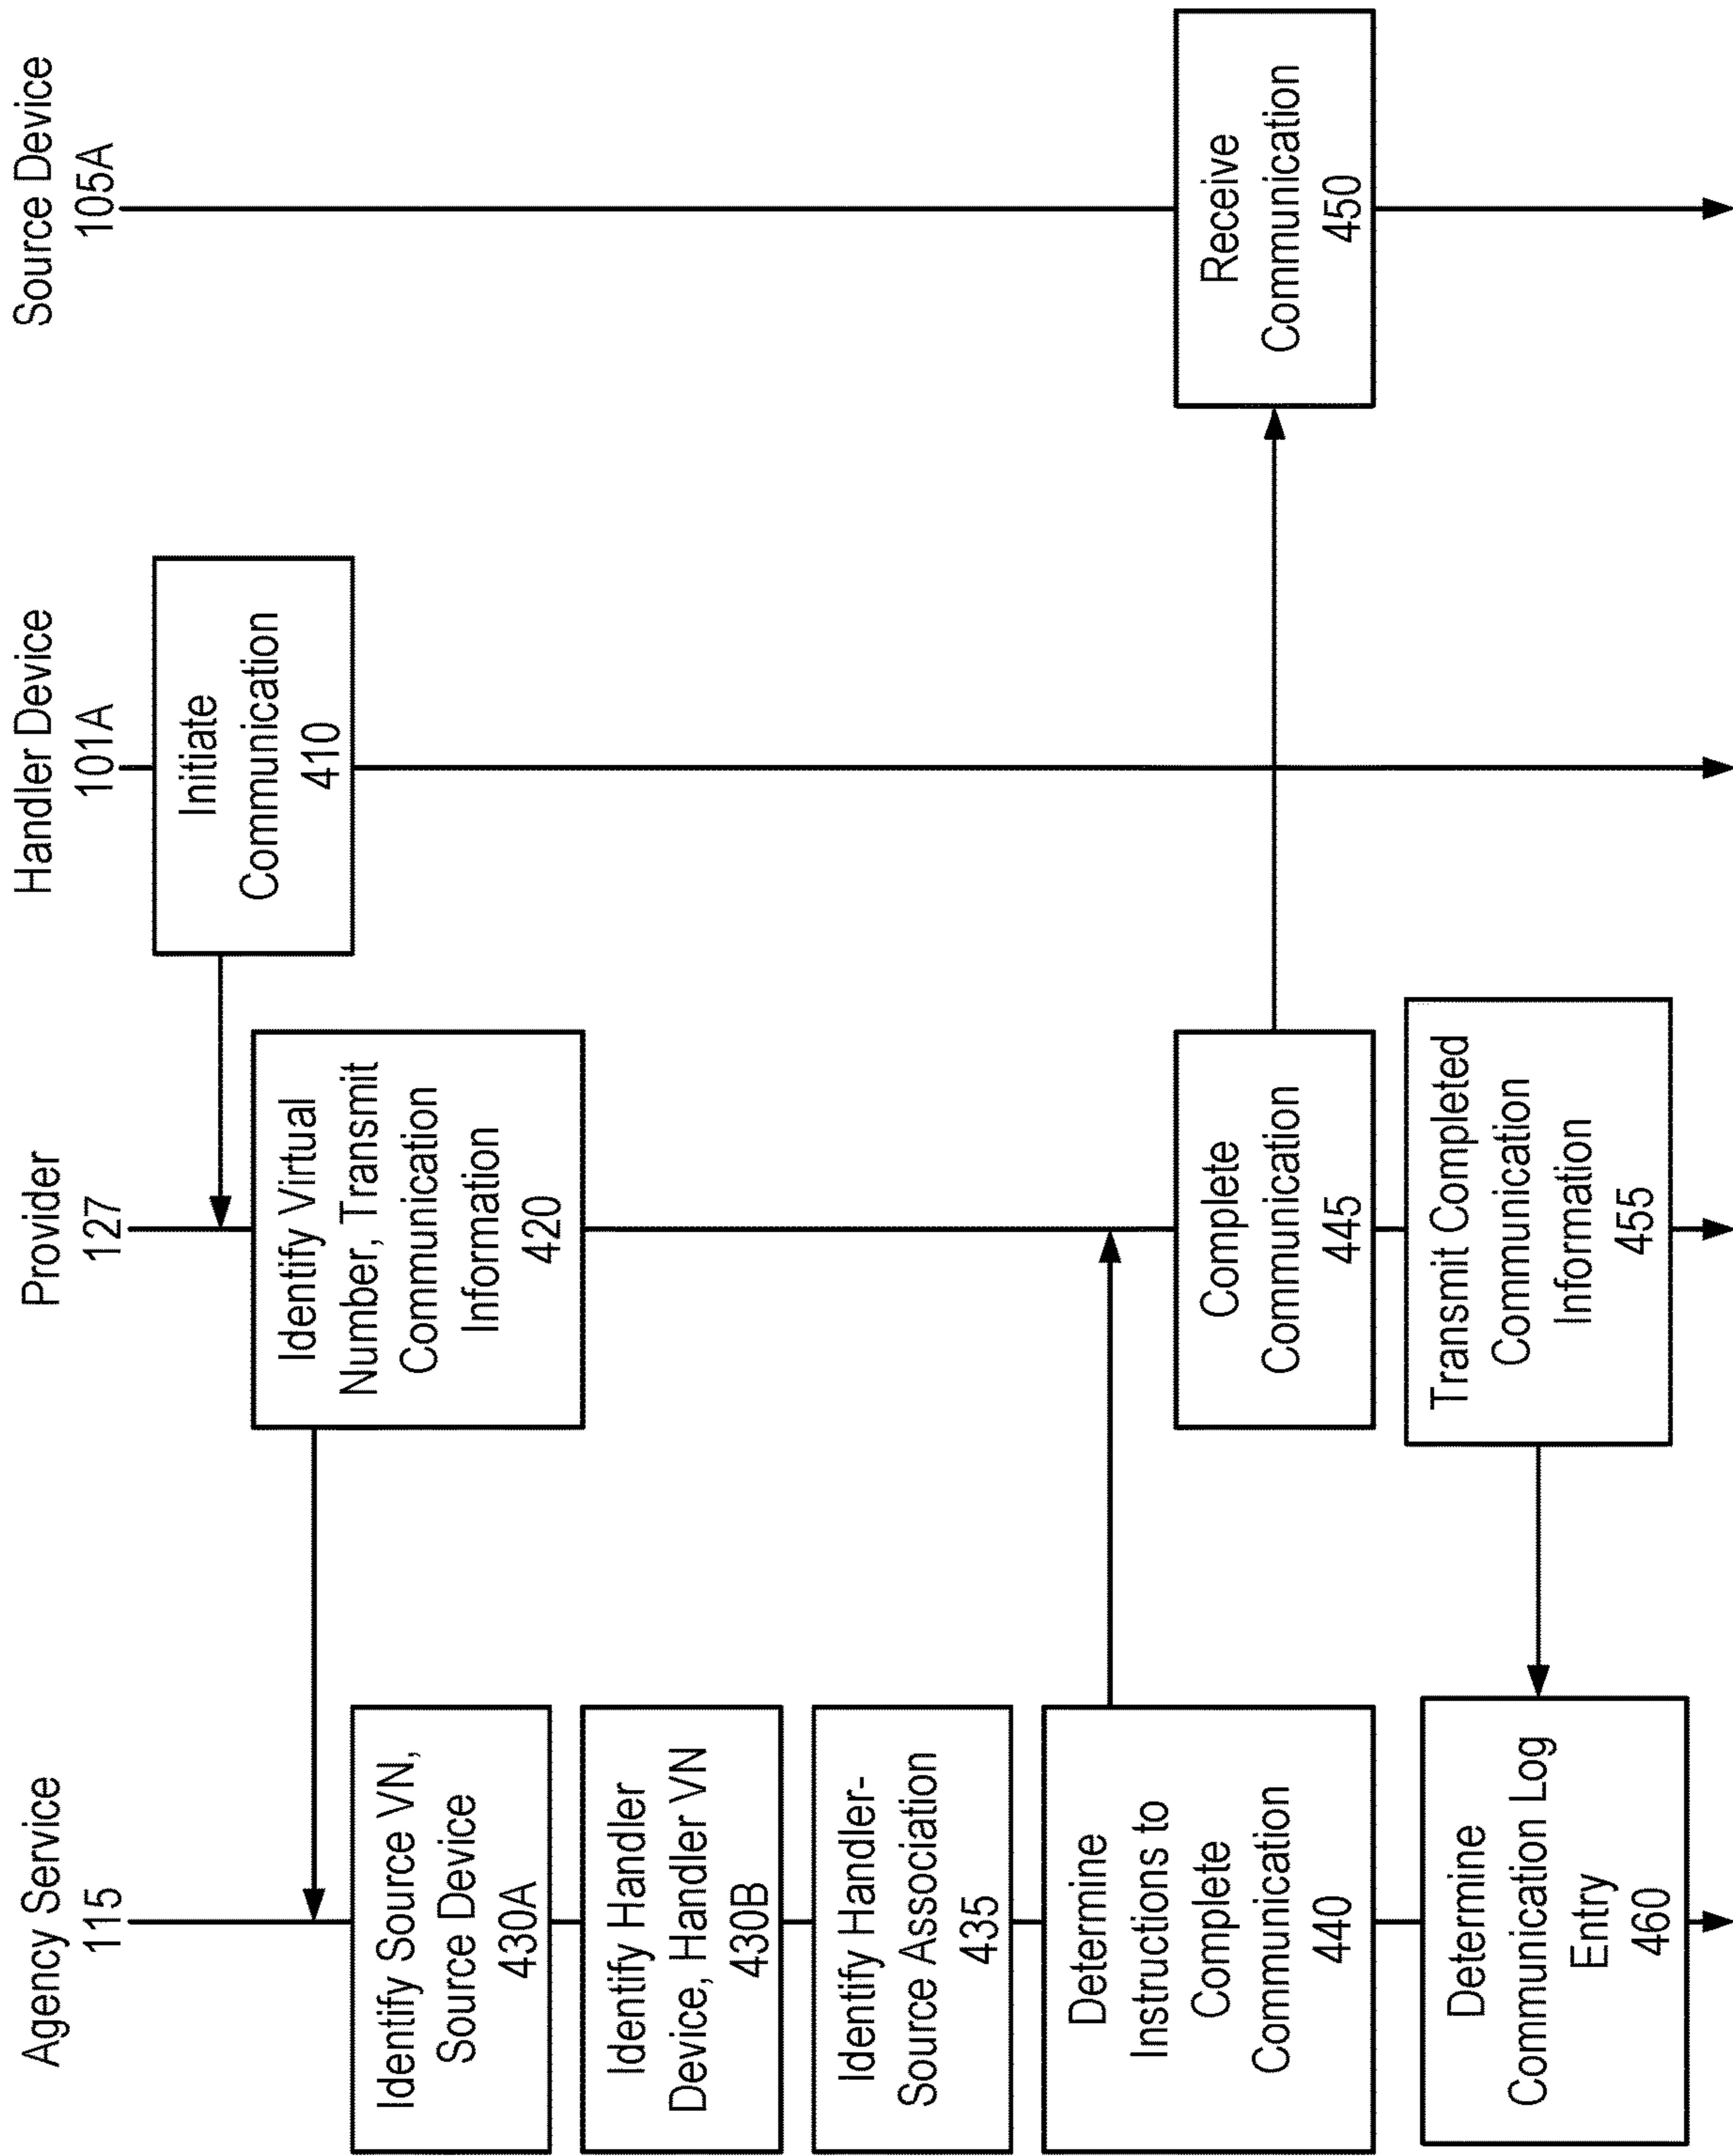 Agency Service
115
Provider
127
Handler Device
101A
Source Device
105A
Initiate
Communication
410
Identify Virtual
Number, Transmit
Communication
Information
420
Identify Source VN,
Source Device
430A
Identify Handler
Device, Handler VN
430B
Identify Handler-
Source Association
435
Determine
Instructions to
Complete
Communication
440
Complete
Communication
445
Receive
Communication
450
Transmit Completed
Communication
Information
455
Determine
Communication Log
Entry
460